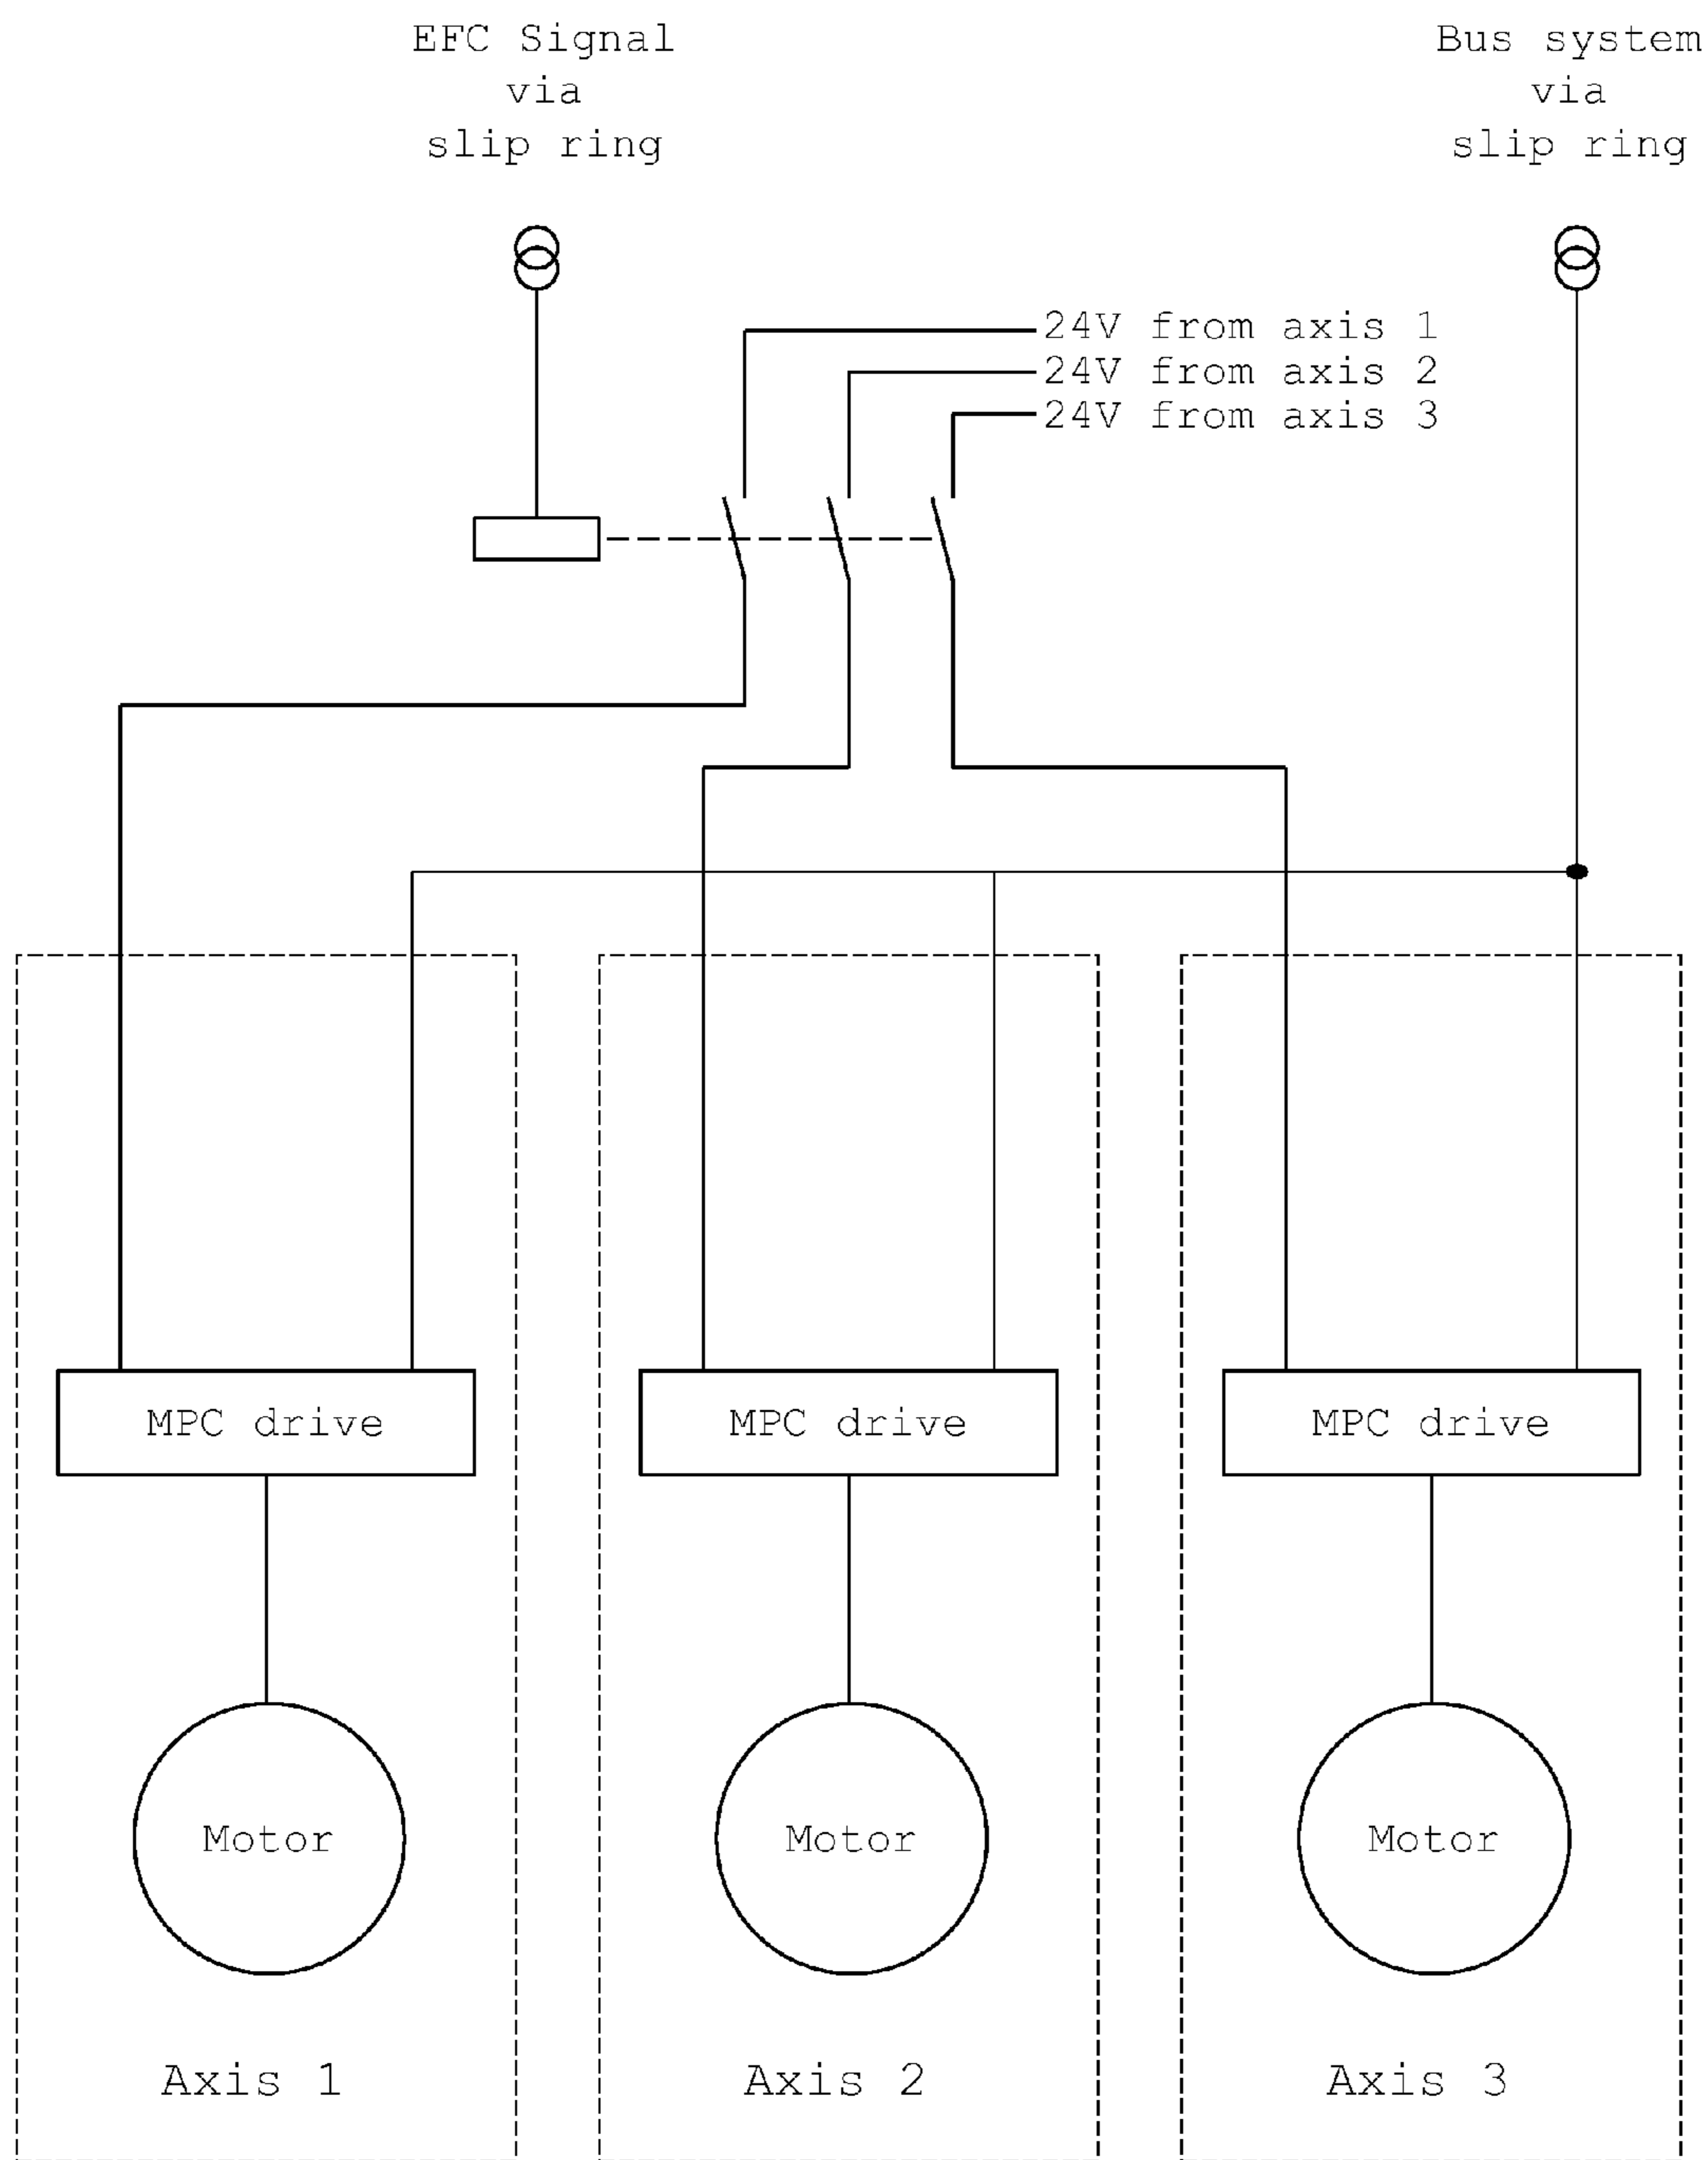 EFC Signal
via
slip ring
Bus system
via
slip ring
24V from axis 1
24V from axis 2
24V from axis 3
MPC drive
MPC drive
MPC drive
Motor
Motor
Motor
Axis 1
Axis 2
Axis 3